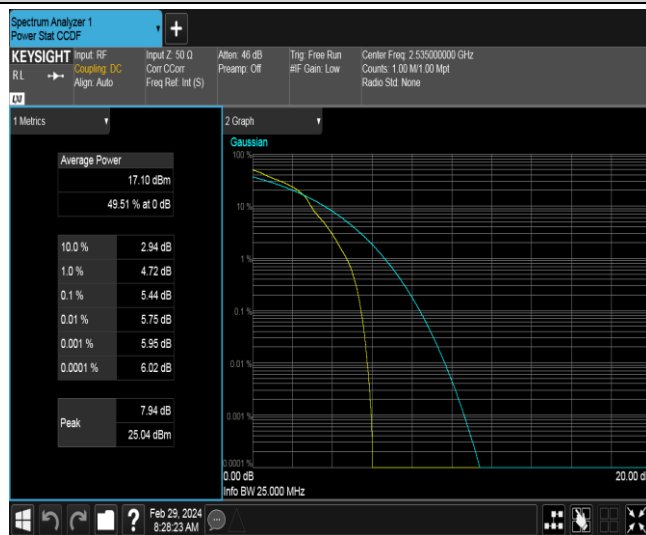 Spectrum Analyzer 1
Power Stat CCDF
+
KEYSIGHT
RL
LXI
Input: RF
Coupling: DC
Align: Auto
Input Z: 50 Ω
Corr CCorr
Freq Ref: Int (S)
Atten: 46 dB
Preamp: Off
Trig: Free Run
#IF Gain: Low
Center Freq: 2.535000000 GHz
Counts: 1.00 M/1.00 Mpt
Radio Std: None
1 Metrics
Average Power
17.10 dBm
49.51 % at 0 dB
10.0 % 2.94 dB
1.0 % 4.72 dB
0.1 % 5.44 dB
0.01 % 5.75 dB
0.001 % 5.95 dB
0.0001 % 6.02 dB
Peak
7.94 dB
25.04 dBm
2 Graph
Gaussian
100 %
10 %
1 %
0.1 %
0.01 %
0.001 %
0.0001 %
0.00 dB
20.00 d
Info BW 25.000 MHz
?
Feb 29, 2024
8:28:23 AM